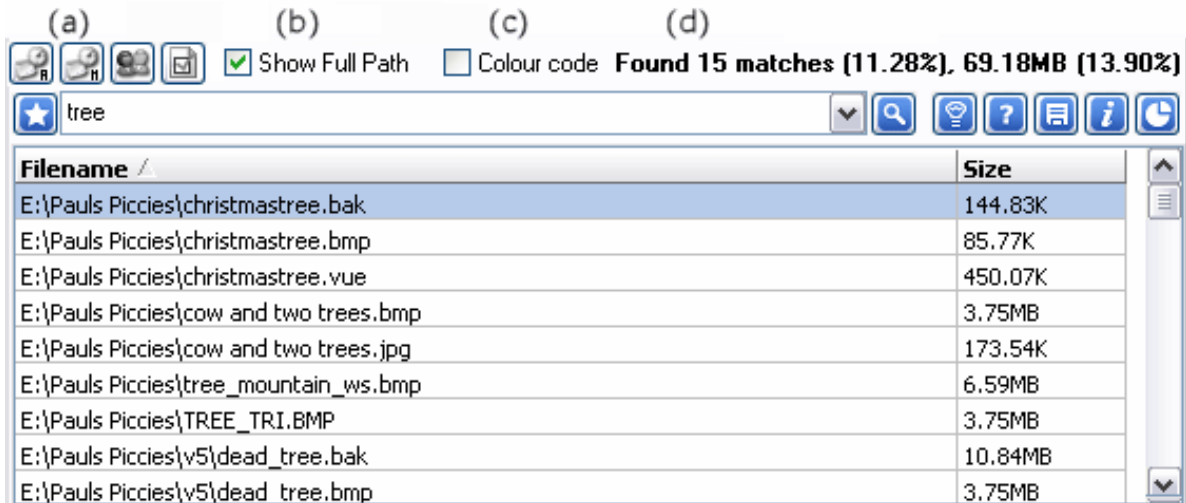 (a) (b) (c) (d)
Show Full Path Colour code Found 15 matches (11.28%), 69.18MB (13.90%)
tree
Filename Size
E:\Pauls Piccies\christmastree.bak 144.83K
E:\Pauls Piccies\christmastree.bmp 85.77K
E:\Pauls Piccies\christmastree.vue 450.07K
E:\Pauls Piccies\cow and two trees.bmp 3.75MB
E:\Pauls Piccies\cow and two trees.jpg 173.54K
E:\Pauls Piccies\tree_mountain_ws.bmp 6.59MB
E:\Pauls Piccies\TREE_TRI.BMP 3.75MB
E:\Pauls Piccies\v5\dead_tree.bak 10.84MB
E:\Pauls Piccies\v5\dead_tree.bmp 3.75MB